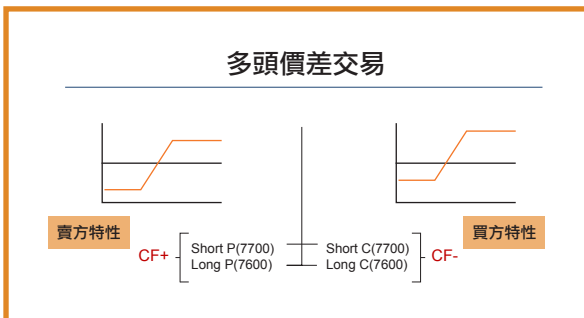 多頭價差交易
賣方特性
買方特性
CF+
Short P(7700)
Long P(7600)
Short C(7700)
Long C(7600)
CF-